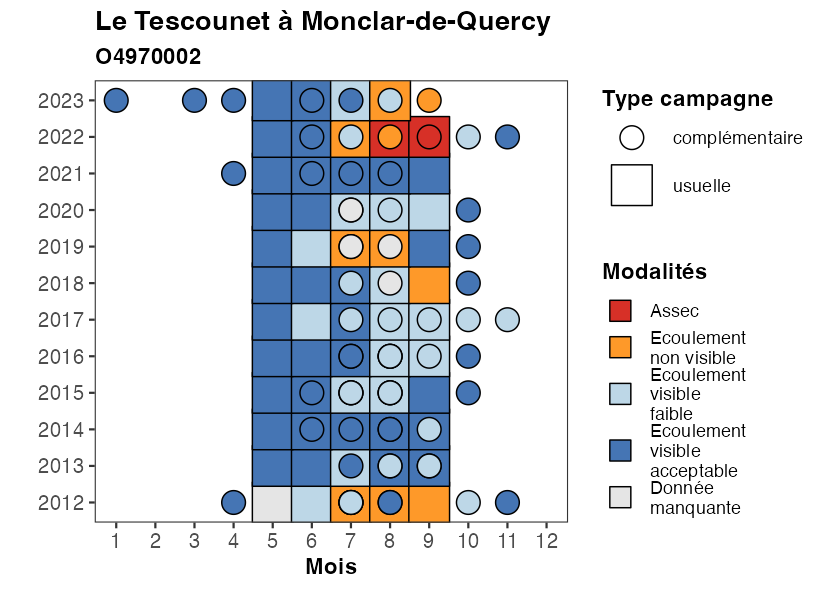 Le Tescounet à Monclar-de-Quercy
O4970002
2023
2022
2021
2020
2019
2018
2017
2016
2015
2014
2013
2012
1 2 3 4 5 6 7 8 9 10 11 12
Mois
Type campagne
complémentaire
usuelle
Modalités
Assec
Ecoulement
non visible
Ecoulement
visible
faible
Ecoulement
visible
acceptable
Donnée
manquante